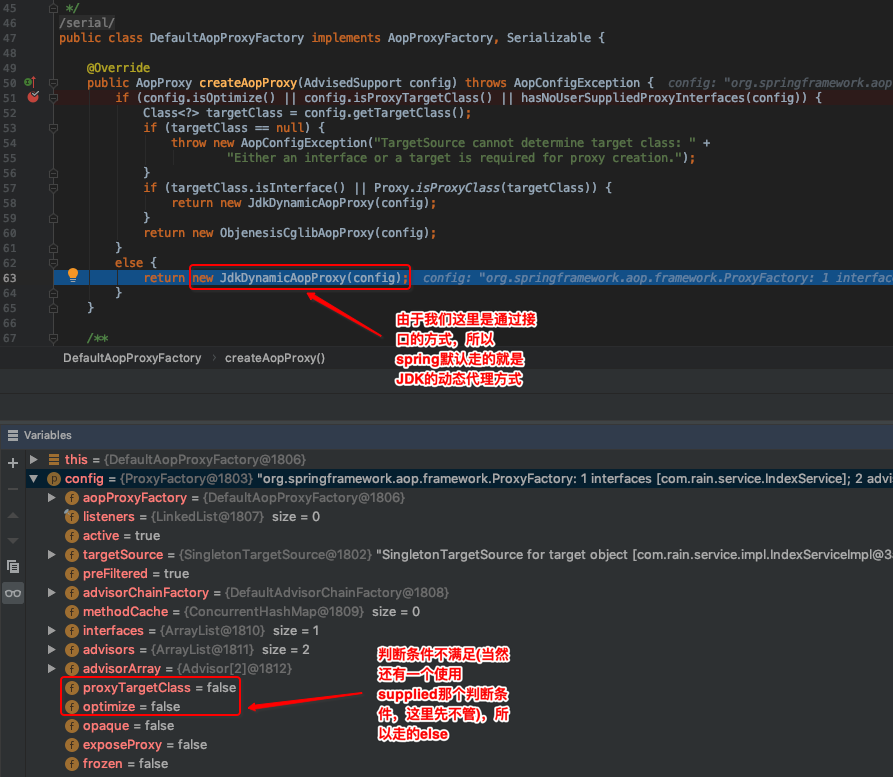 45 */
46 /serial/
47 public class DefaultAopProxyFactory implements AopProxyFactory, Serializable {
48
49 @Override
50 public AopProxy createAopProxy(AdvisedSupport config) throws AopConfigException { config: "org.springframework.aop
51 if (config.isOptimize() || config.isProxyTargetClass() || hasNoUserSuppliedProxyInterfaces(config)) {
52 Class<?> targetClass = config.getTargetClass();
53 if (targetClass == null) {
54 throw new AopConfigException("TargetSource cannot determine target class: " +
55 "Either an interface or a target is required for proxy creation.");
56 }
57 if (targetClass.isInterface() || Proxy.isProxyClass(targetClass)) {
58 return new JdkDynamicAopProxy(config);
59 }
60 return new ObjenesisCglibAopProxy(config);
61 }
62 else {
63 return new JdkDynamicAopProxy(config); config: "org.springframework.aop.framework.ProxyFactory: 1 interface
64 }
65 }
66
67 /**
由于我们这里是通过接
口的方式，所以
spring默认走的就是
JDK的动态代理方式
DefaultAopProxyFactory › createAopProxy()
Variables
this = {DefaultAopProxyFactory@1806}
config = {ProxyFactory@1803} "org.springframework.aop.framework.ProxyFactory: 1 interfaces [com.rain.service.IndexService]; 2 advis
aopProxyFactory = {DefaultAopProxyFactory@1806}
listeners = {LinkedList@1807} size = 0
active = true
targetSource = {SingletonTargetSource@1802} "SingletonTargetSource for target object [com.rain.service.impl.IndexServiceImpl@3
preFiltered = true
advisorChainFactory = {DefaultAdvisorChainFactory@1808}
methodCache = {ConcurrentHashMap@1809} size = 0
interfaces = {ArrayList@1810} size = 1
advisors = {ArrayList@1811} size = 2
advisorArray = {Advisor[2]@1812}
proxyTargetClass = false
optimize = false
opaque = false
exposeProxy = false
frozen = false
判断条件不满足(当然
还有一个使用
supplied那个判断条
件，这里先不管)，所
以走的else